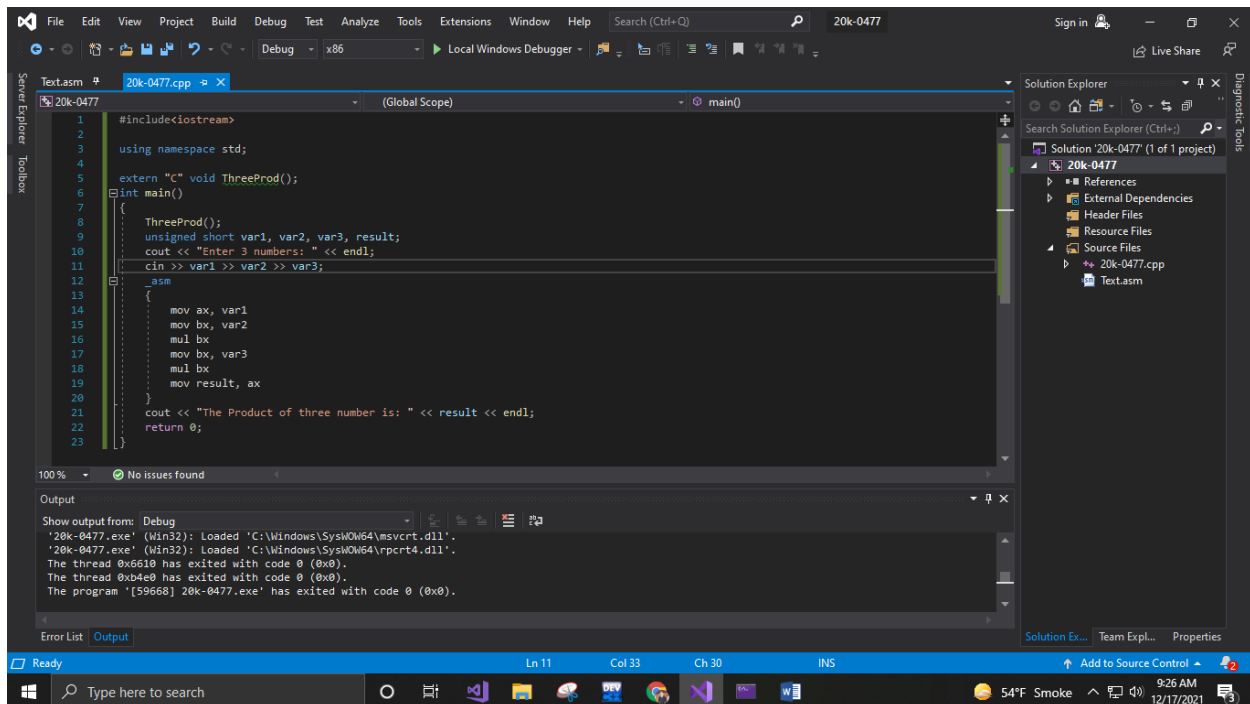 File Edit View Project Build Debug Test Analyze Tools Extensions Window Help Search (Ctrl+Q) 20k-0477 Sign in
Debug x86 Local Windows Debugger Live Share
Server Explorer
Toolbox
Text.asm 20k-0477.cpp
20k-0477 (Global Scope) main()
1 #include<iostream>
2
3 using namespace std;
4
5 extern "C" void ThreeProd();
6 int main()
7 {
8 ThreeProd();
9 unsigned short var1, var2, var3, result;
10 cout << "Enter 3 numbers: " << endl;
11 cin >> var1 >> var2 >> var3;
12 _asm
13 {
14 mov ax, var1
15 mov bx, var2
16 mul bx
17 mov bx, var3
18 mul bx
19 mov result, ax
20 }
21 cout << "The Product of three number is: " << result << endl;
22 return 0;
23 }
100 % No issues found
Output
Show output from: Debug
'20k-0477.exe' (Win32): Loaded 'C:\Windows\SysWOW64\msvcrt.dll'.
'20k-0477.exe' (Win32): Loaded 'C:\Windows\SysWOW64\rpcrt4.dll'.
The thread 0x6610 has exited with code 0 (0x0).
The thread 0xb4e0 has exited with code 0 (0x0).
The program '[59668] 20k-0477.exe' has exited with code 0 (0x0).
Error List Output
Solution Explorer
Search Solution Explorer (Ctrl+;)
Solution '20k-0477' (1 of 1 project)
20k-0477
References
External Dependencies
Header Files
Resource Files
Source Files
20k-0477.cpp
Text.asm
Solution Ex... Team Expl... Properties
Diagnostic Tools
Ready Ln 11 Col 33 Ch 30 INS Add to Source Control 2
Type here to search DEV 54°F Smoke 9:26 AM
12/17/2021 3